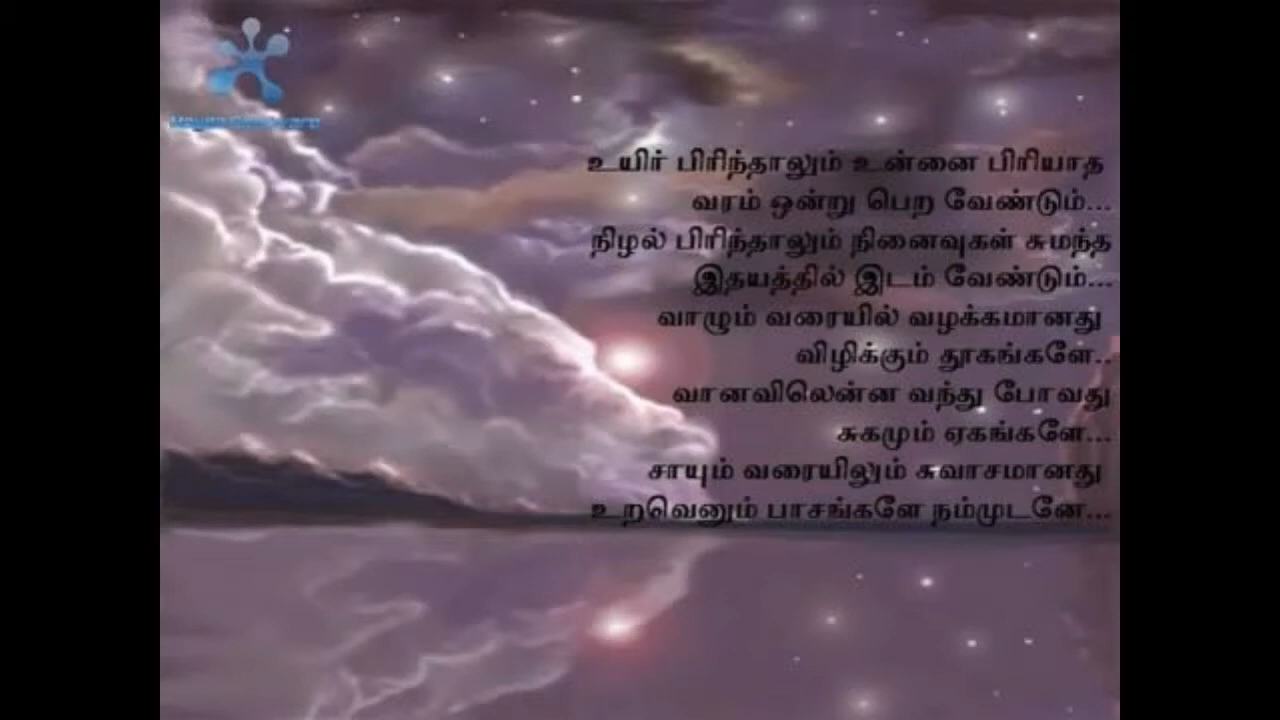 உயிர் பிரிந்தாலும் உன்னை பிரியாத
வரம் ஒன்று பெற வேண்டும்...
நிழல் பிரிந்தாலும் நினைவுகள் சுமந்த
இதயத்தில் இடம் வேண்டும்...
வாழும் வரையில் வழக்கமானது
விழிக்கும் தூகங்களே..
வானவிலென்ன வந்து போவது
சுகமும் ஏகங்களே...
சாயும் வரையிலும் சுவாசமானது
உறவெனும் பாசங்களே நம்முடனே...